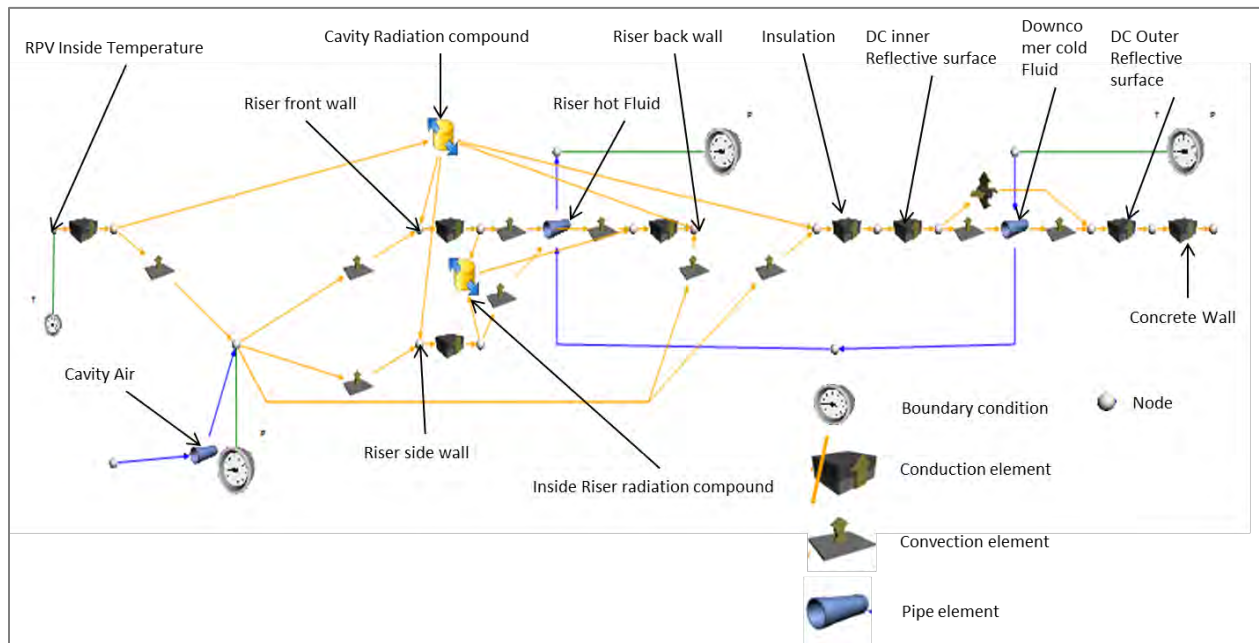 RPV Inside Temperature
Cavity Radiation compound
Riser back wall
Insulation
DC inner
Reflective surface
Downco
mer cold
Fluid
DC Outer
Reflective
surface
Riser front wall
Riser hot Fluid
P
T
P
T
Concrete Wall
Cavity Air
P
Riser side wall
Inside Riser radiation compound
Boundary condition
Node
Conduction element
Convection element
Pipe element